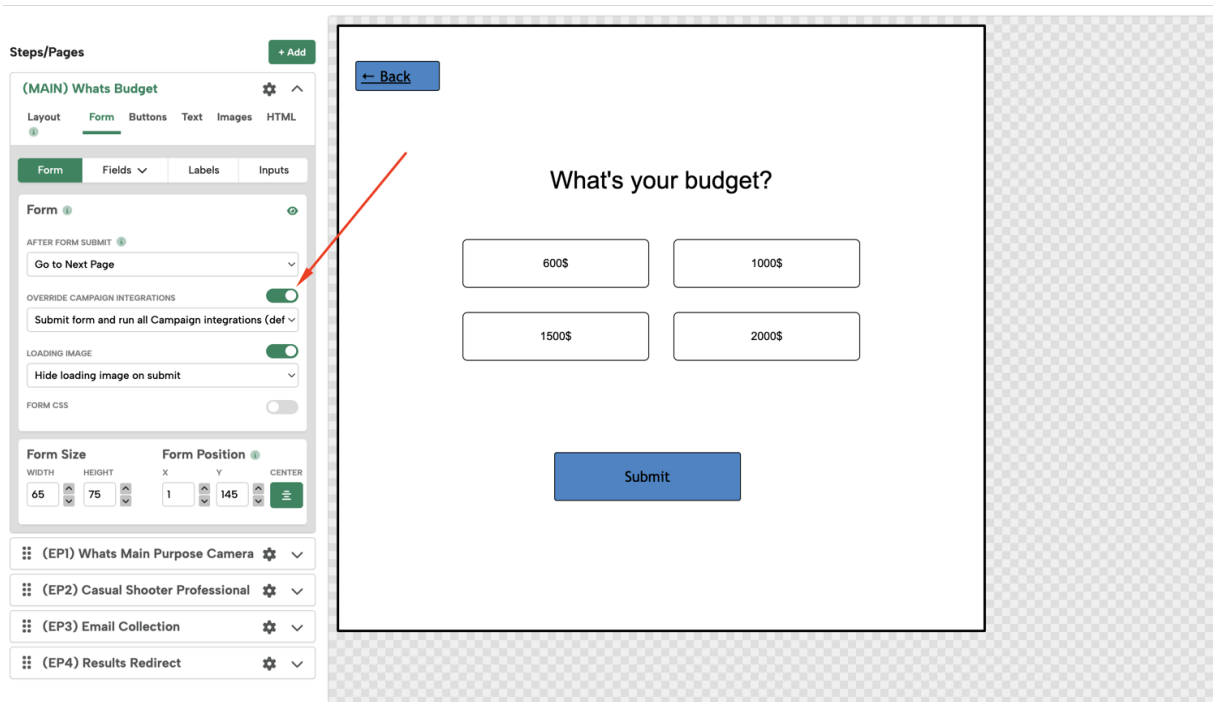 Steps/Pages
+ Add
(MAIN) Whats Budget
Layout Form Buttons Text Images HTML
Form Fields Labels Inputs
Form
AFTER FORM SUBMIT
Go to Next Page
OVERRIDE CAMPAIGN INTEGRATIONS
Submit form and run all Campaign integrations (def
LOADING IMAGE
Hide loading image on submit
FORM CSS
Form Size Form Position
WIDTH HEIGHT X Y CENTER
65 75 1 145
(EP1) Whats Main Purpose Camera
(EP2) Casual Shooter Professional
(EP3) Email Collection
(EP4) Results Redirect
← Back
What's your budget?
600$ 1000$
1500$ 2000$
Submit